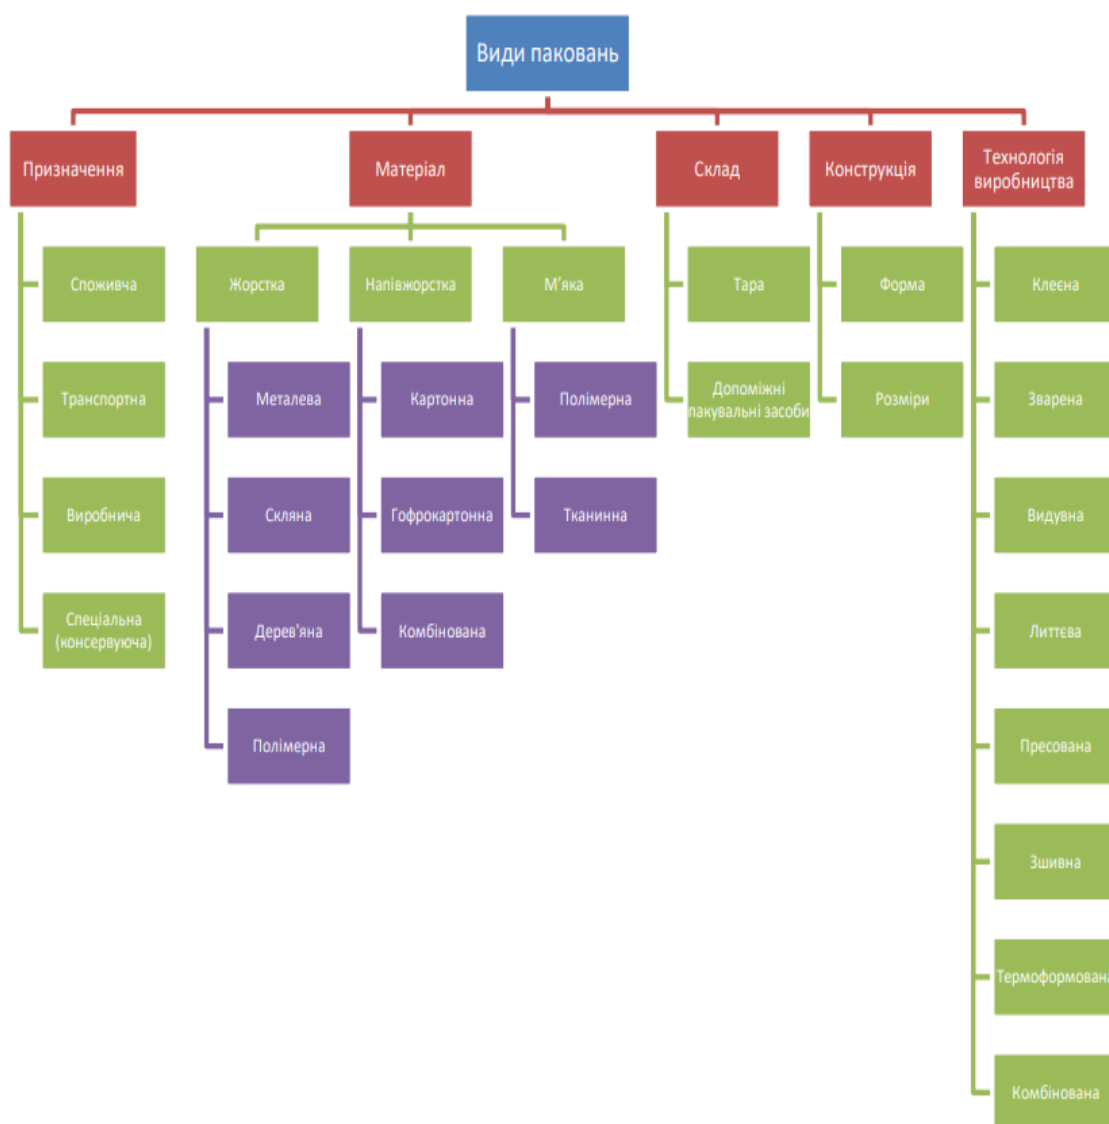 Види паковань
Призначення
Матеріал
Склад
Конструкція
Технологія
виробництва
Споживча
Жорстка
Напівжорстка
М'яка
Тара
Форма
Клеєна
Транспортна
Металева
Картонна
Полімерна
Допоміжні
пакувальні засоби
Розміри
Зварена
Виробнича
Скляна
Гофрокартонна
Тканинна
Видувна
Спеціальна
(консервуюча)
Дерев'яна
Комбінована
Литтєва
Полімерна
Пресована
Зшивна
Термоформована
Комбінована